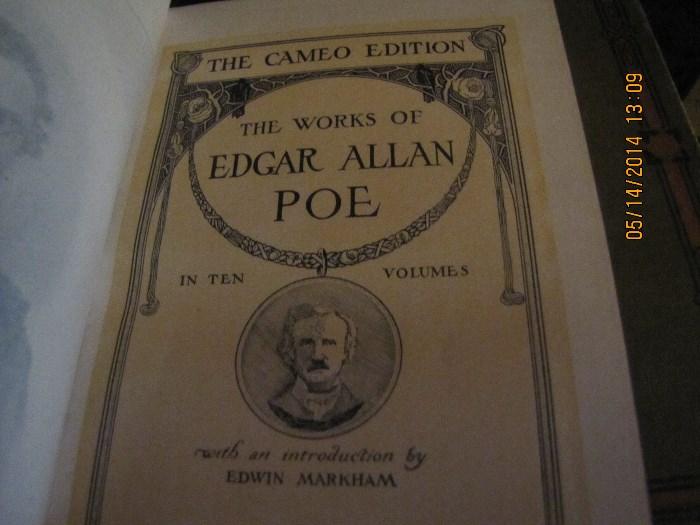 THE CAMEO EDITION
THE WORKS OF
EDGAR ALLAN
POE
IN TEN VOLUMES
with an introduction by
EDWIN MARKHAM
05/14/2014 13:09